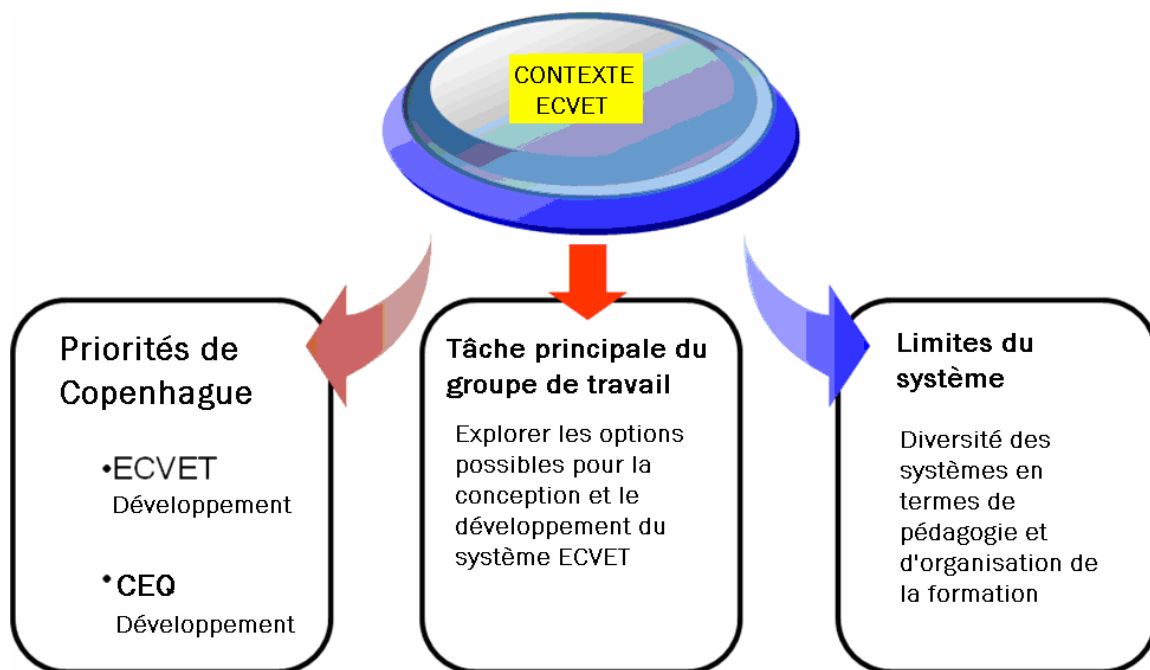 CONTEXTE
ECVET
Priorités de
Copenhague
•ECVET
Développement
•CEQ
Développement
Tâche principale du
groupe de travail
Explorer les options
possibles pour la
conception et le
développement du
système ECVET
Limites du
système
Diversité des
systèmes en
termes de
pédagogie et
d'organisation de
la formation